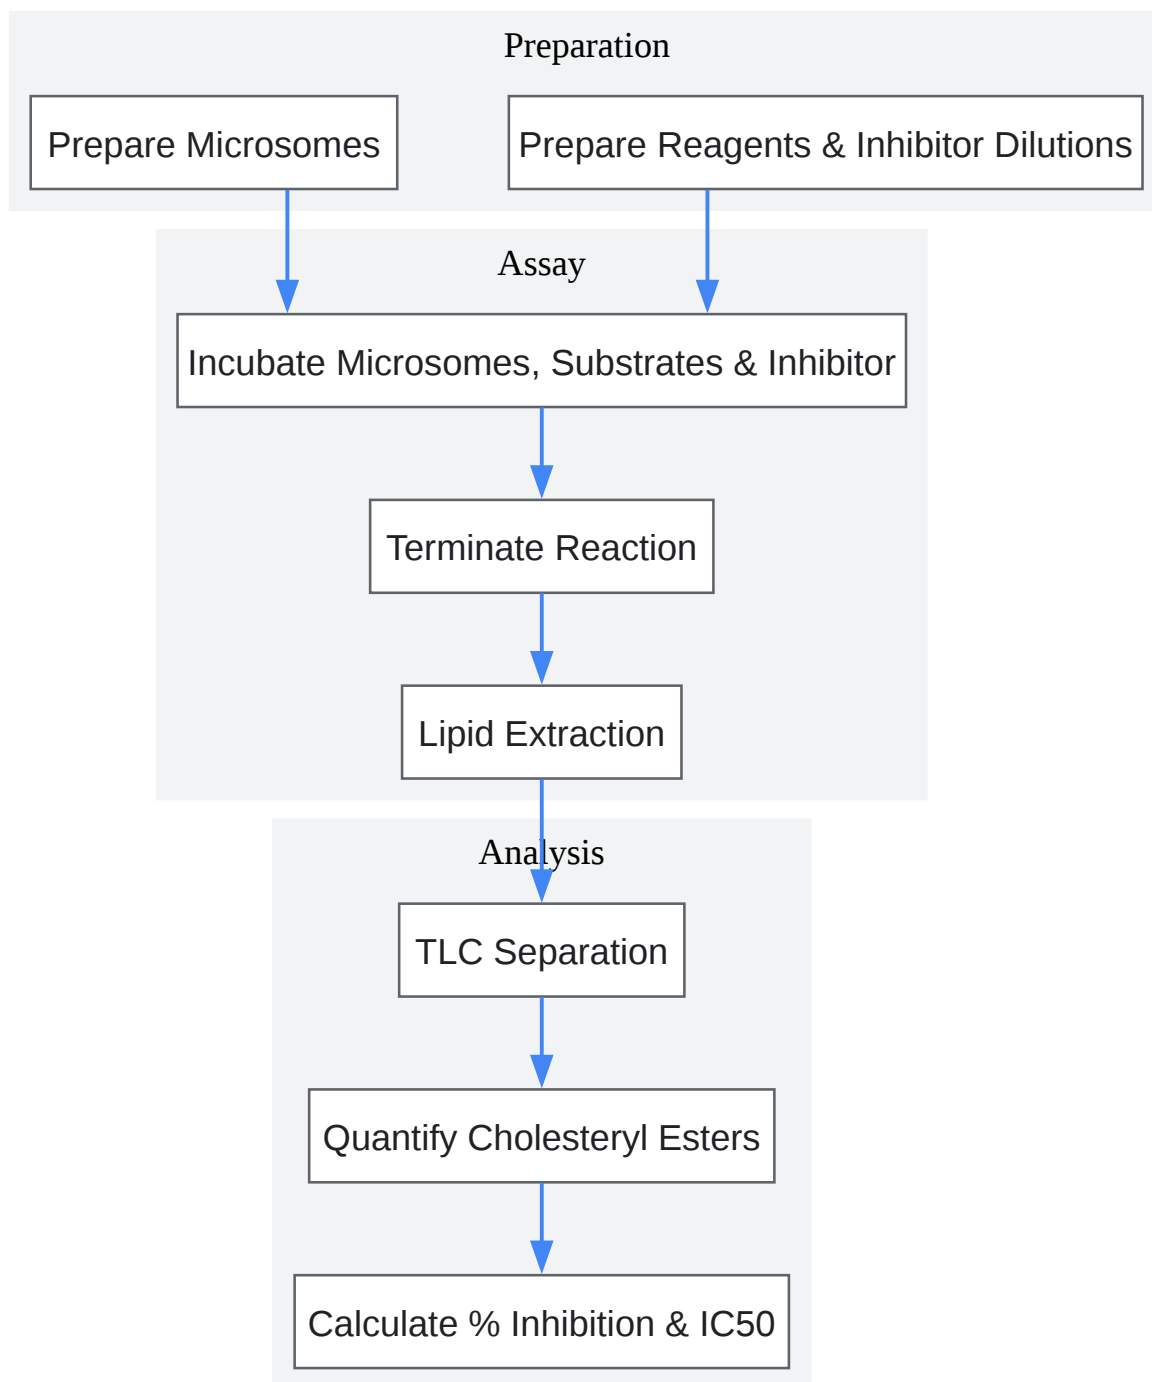 Preparation
Prepare Microsomes
Prepare Reagents & Inhibitor Dilutions
Assay
Incubate Microsomes, Substrates & Inhibitor
Terminate Reaction
Lipid Extraction
Analysis
TLC Separation
Quantify Cholesteryl Esters
Calculate % Inhibition & IC50